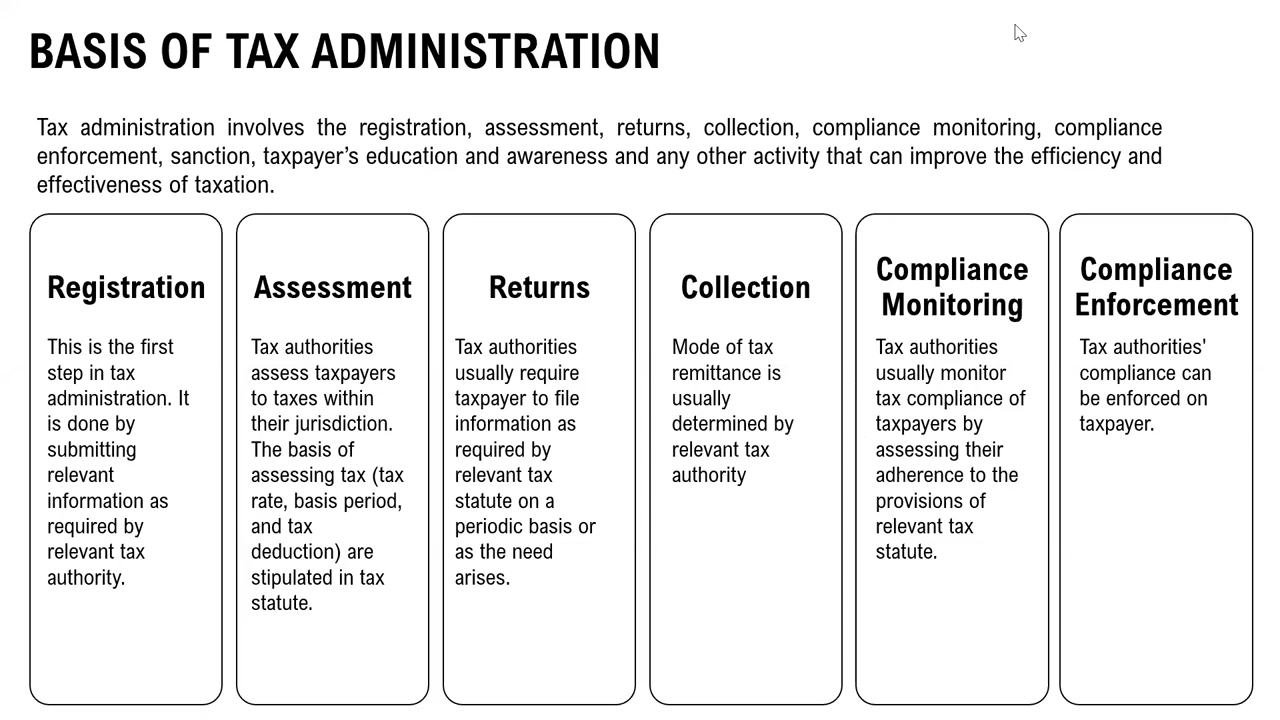 BASIS OF TAX ADMINISTRATION
Tax administration involves the registration, assessment, returns, collection, compliance monitoring, compliance
enforcement, sanction, taxpayer’s education and awareness and any other activity that can improve the efficiency and
effectiveness of taxation.
Registration
This is the first
step in tax
administration. It
is done by
submitting
relevant
information as
required by
relevant tax
authority.
Assessment
Tax authorities
assess taxpayers
to taxes within
their jurisdiction.
The basis of
assessing tax (tax
rate, basis period,
and tax
deduction) are
stipulated in tax
statute.
Returns
Tax authorities
usually require
taxpayer to file
information as
required by
relevant tax
statute on a
periodic basis or
as the need
arises.
Collection
Mode of tax
remittance is
usually
determined by
relevant tax
authority
Compliance
Monitoring
Tax authorities
usually monitor
tax compliance of
taxpayers by
assessing their
adherence to the
provisions of
relevant tax
statute.
Compliance
Enforcement
Tax authorities'
compliance can
be enforced on
taxpayer.